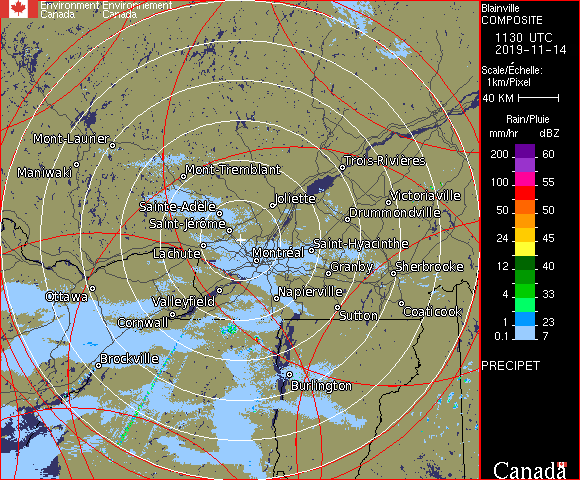 Environment Environnement
Canada Canada
Blainville
COMPOSITE
1130 UTC
2019-11-14
Scale/Échelle:
1km/Pixel
40 KM
Rain/Pluie
mm/hr dBZ
200 60
100 55
50 50
24 45
12 40
4 33
1 23
0.1 7
PRECIPET
Canada
Mont-Laurier
Maniwaki
Mont-Tremblant
Trois-Rivières
Joliette
Victoriaville
Sainte-Adele
Drummondville
Saint-Jérôme
Saint-Hyacinthe
Lachute
Montréal
Granby
Sherbrooke
Ottawa
Valleyfield
Napierville
Cornwall
Sutton
Coaticook
Brockville
Burlington